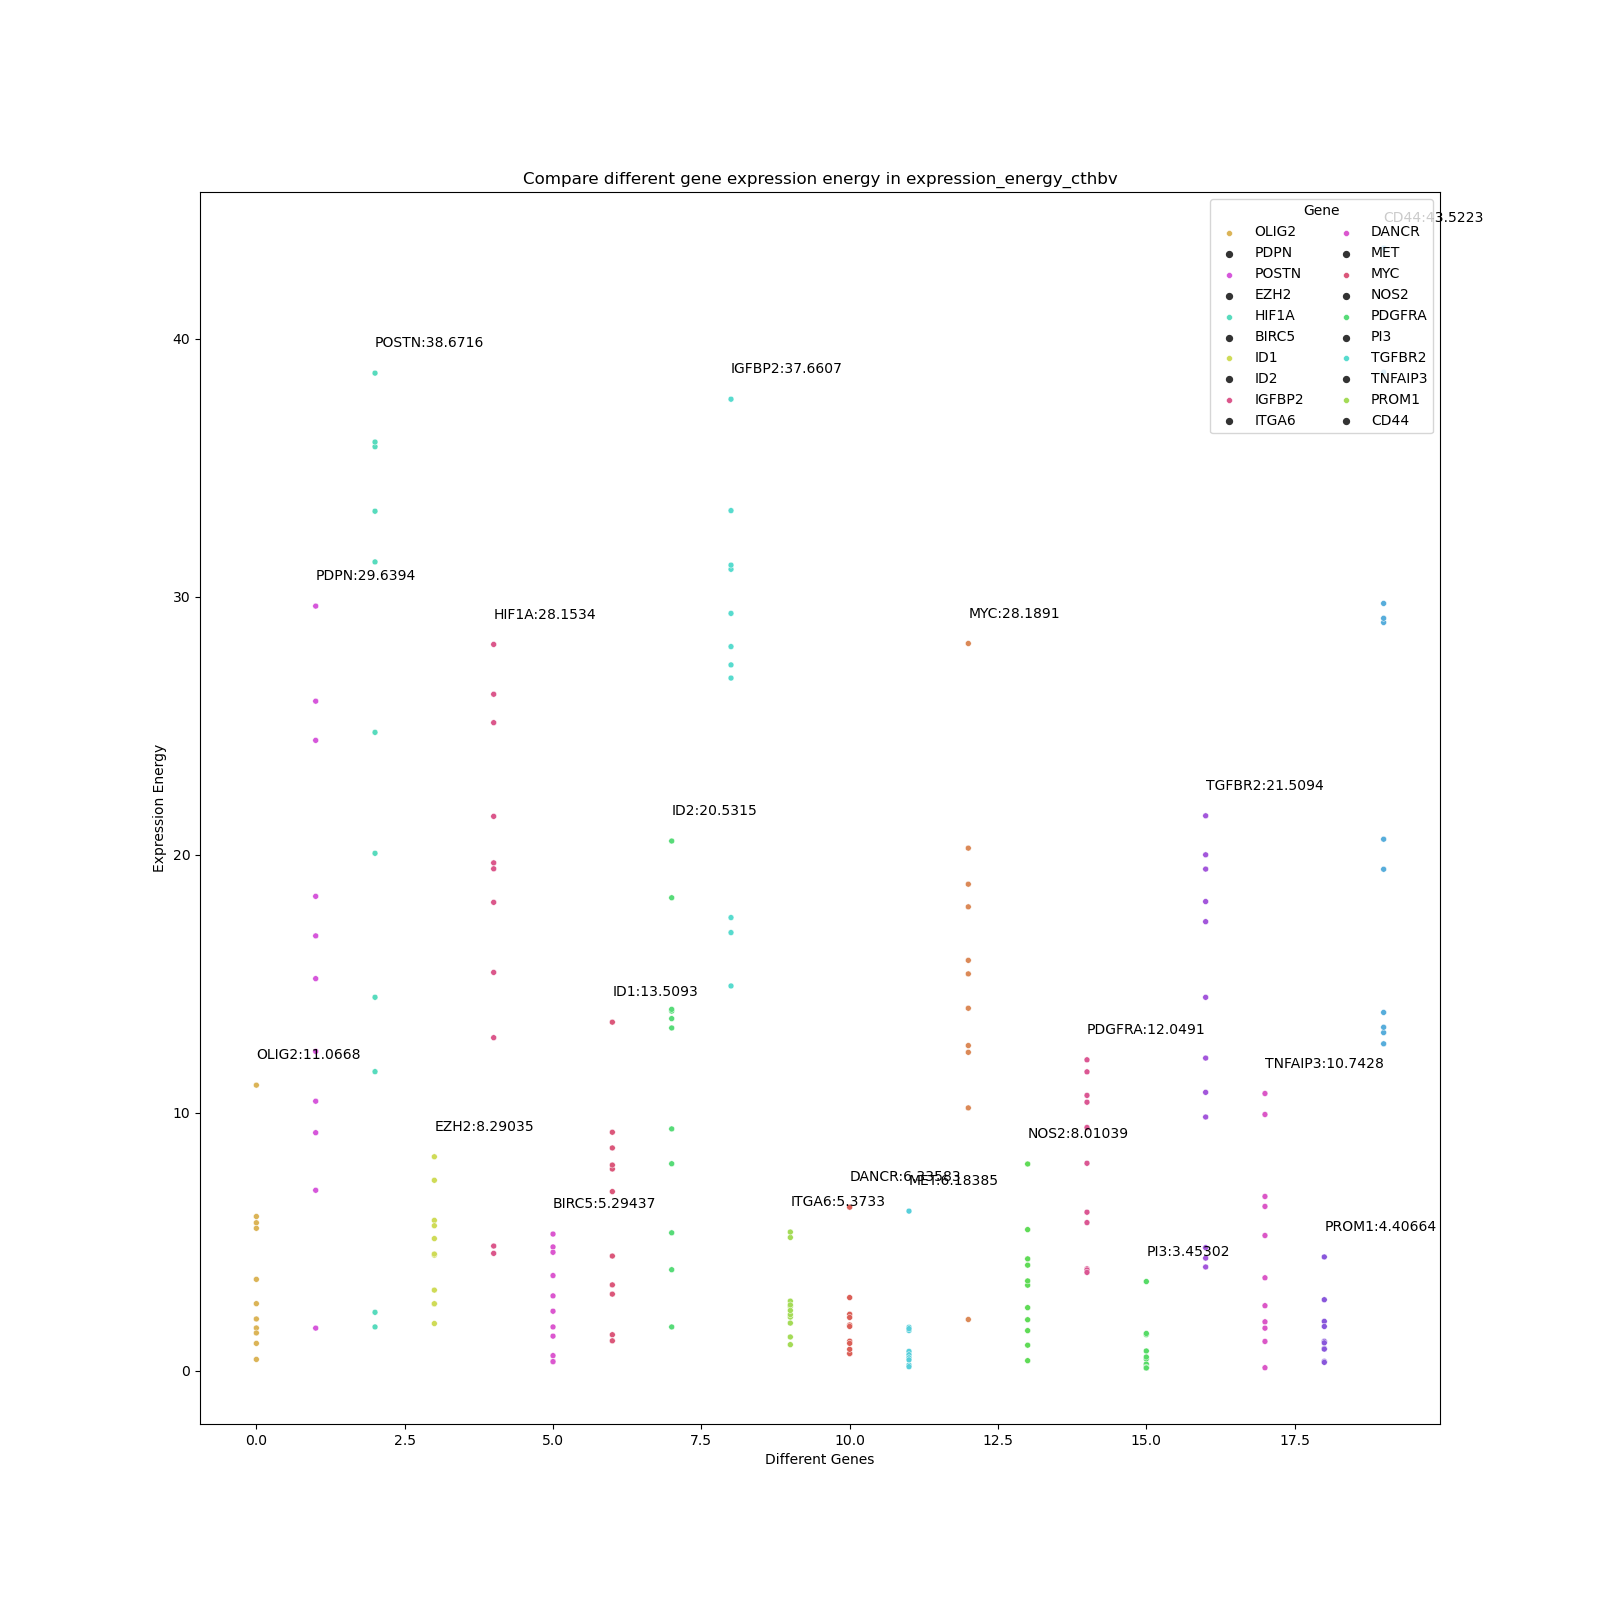 Compare different gene expression energy in expression_energy_cthbv
Gene
OLIG2
PDPN
POSTN
EZH2
HIF1A
BIRC5
ID1
ID2
IGFBP2
ITGA6
DANCR
MET
MYC
NOS2
PDGFRA
PI3
TGFBR2
TNFAIP3
PROM1
CD44
CD44:43.5223
POSTN:38.6716
IGFBP2:37.6607
PDPN:29.6394
HIF1A:28.1534
MYC:28.1891
TGFBR2:21.5094
ID2:20.5315
ID1:13.5093
PDGFRA:12.0491
OLIG2:11.0668
TNFAIP3:10.7428
EZH2:8.29035
NOS2:8.01039
DANCR:6.33583
MET:6.18385
BIRC5:5.29437
ITGA6:5.3733
PROM1:4.40664
PI3:3.45302
Expression Energy
40
30
20
10
0
0.0 2.5 5.0 7.5 10.0 12.5 15.0 17.5
Different Genes